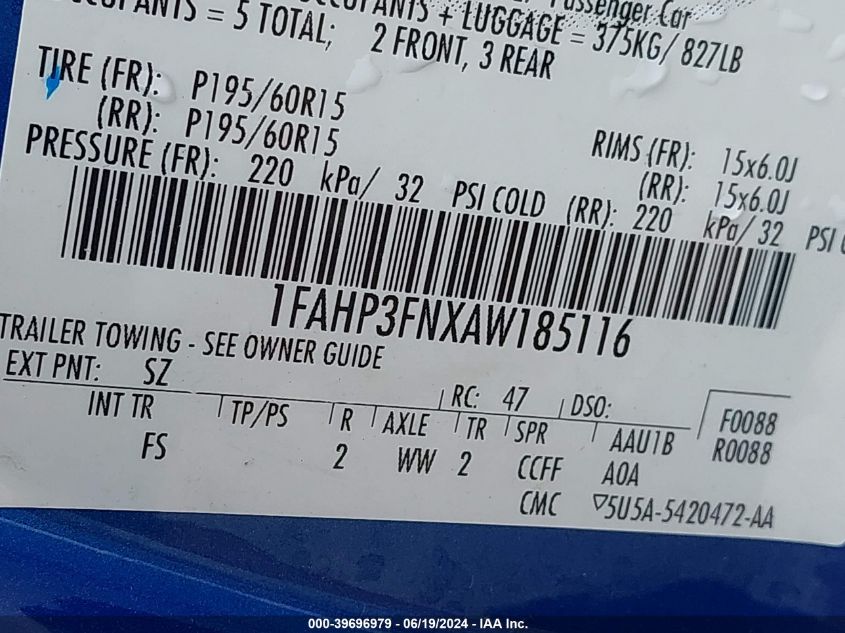 Passenger Car
OCCUPANTS + LUGGAGE = 375KG/ 827LB
OCCUPANTS = 5 TOTAL; 2 FRONT, 3 REAR
TIRE (FR): P195/60R15 RIMS (FR): 15x6.0J
(RR): P195/60R15 (RR): 15x6.0J
PRESSURE (FR): 220 kPa/ 32 PSI COLD (RR): 220 kPa/ 32 PSI
1FAHP3FNXAW185116
TRAILER TOWING - SEE OWNER GUIDE
EXT PNT: SZ RC: 47 DSO: F0088
INT TR TP/PS R AXLE TR SPR AAU1B R0088
FS 2 WW 2 CCFF AOA
CMC 5U5A-5420472-AA
000-39696979 - 06/19/2024 - IAA Inc.